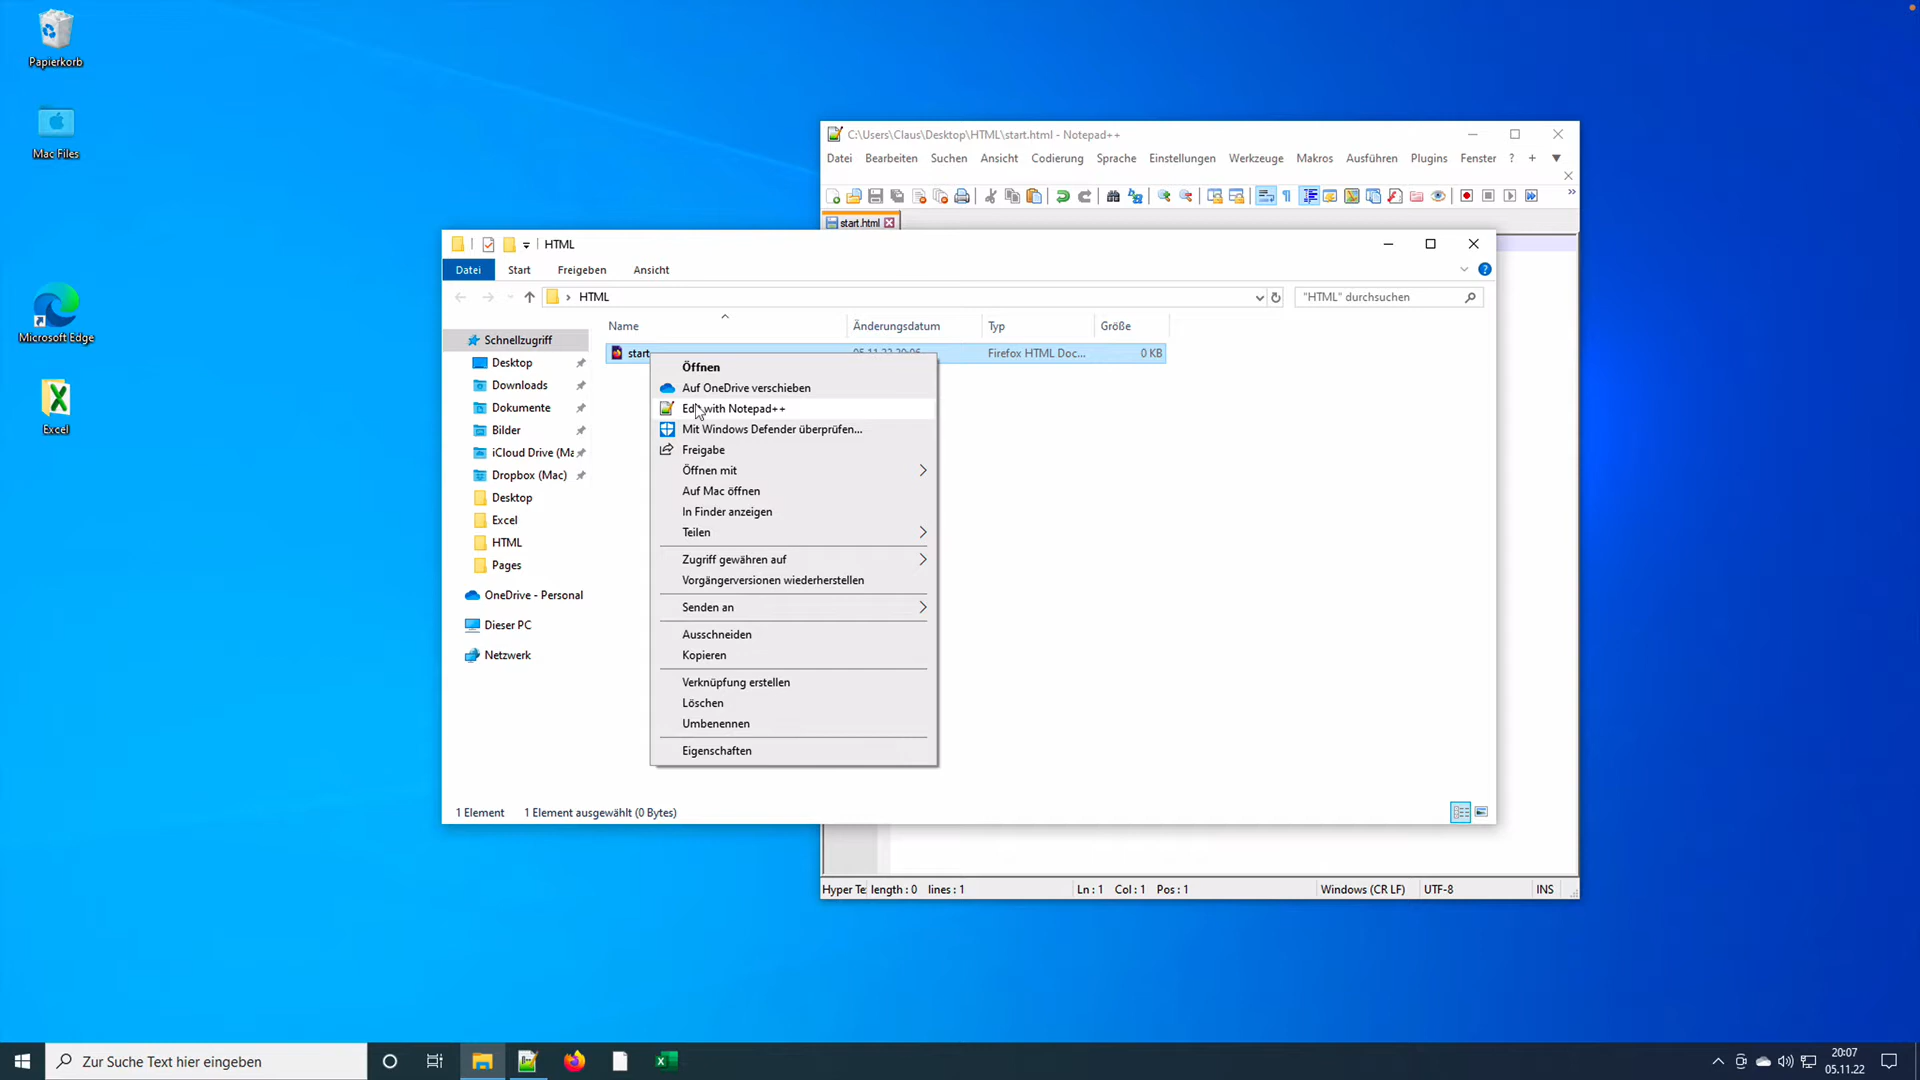 Papierkorb
Mac Files
Microsoft Edge
Excel
C:\Users\Claus\Desktop\HTML\start.html - Notepad++
Datei Bearbeiten Suchen Ansicht Codierung Sprache Einstellungen Werkzeuge Makros Ausführen Plugins Fenster ? + ▼
start.html
HTML
Datei Start Freigeben Ansicht
HTML
"HTML" durchsuchen
Name Änderungsdatum Typ Größe
start 05.11.22 20:06 Firefox HTML Doc... 0 KB
Schnellzugriff
Desktop
Downloads
Dokumente
Bilder
iCloud Drive (Ma
Dropbox (Mac)
Desktop
Excel
HTML
Pages
OneDrive - Personal
Dieser PC
Netzwerk
Öffnen
Auf OneDrive verschieben
Edit with Notepad++
Mit Windows Defender überprüfen...
Freigabe
Öffnen mit
Auf Mac öffnen
In Finder anzeigen
Teilen
Zugriff gewähren auf
Vorgängerversionen wiederherstellen
Senden an
Ausschneiden
Kopieren
Verknüpfung erstellen
Löschen
Umbenennen
Eigenschaften
1 Element 1 Element ausgewählt (0 Bytes)
Hyper Te length : 0 lines : 1 Ln : 1 Col : 1 Pos : 1 Windows (CR LF) UTF-8 INS
Zur Suche Text hier eingeben
20:07
05.11.22